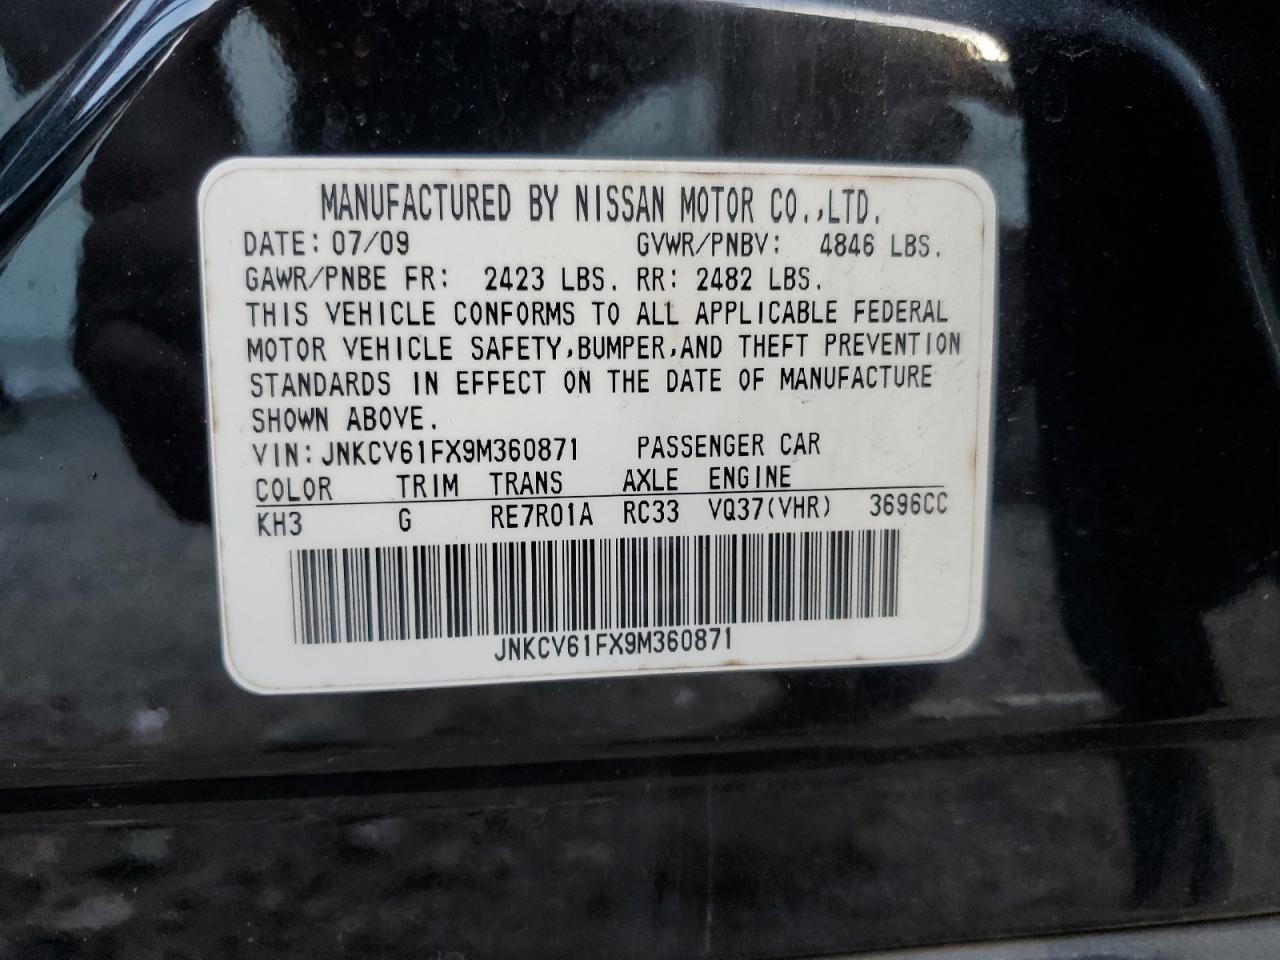 MANUFACTURED BY NISSAN MOTOR CO.,LTD.
DATE: 07/09 GVWR/PNBV: 4846 LBS.
GAWR/PNBE FR: 2423 LBS. RR: 2482 LBS.
THIS VEHICLE CONFORMS TO ALL APPLICABLE FEDERAL
MOTOR VEHICLE SAFETY,BUMPER,AND THEFT PREVENTION
STANDARDS IN EFFECT ON THE DATE OF MANUFACTURE
SHOWN ABOVE.
VIN: JNKCV61FX9M360871 PASSENGER CAR
COLOR TRIM TRANS AXLE ENGINE
KH3 G RE7R01A RC33 VQ37(VHR) 3696CC
JNKCV61FX9M360871